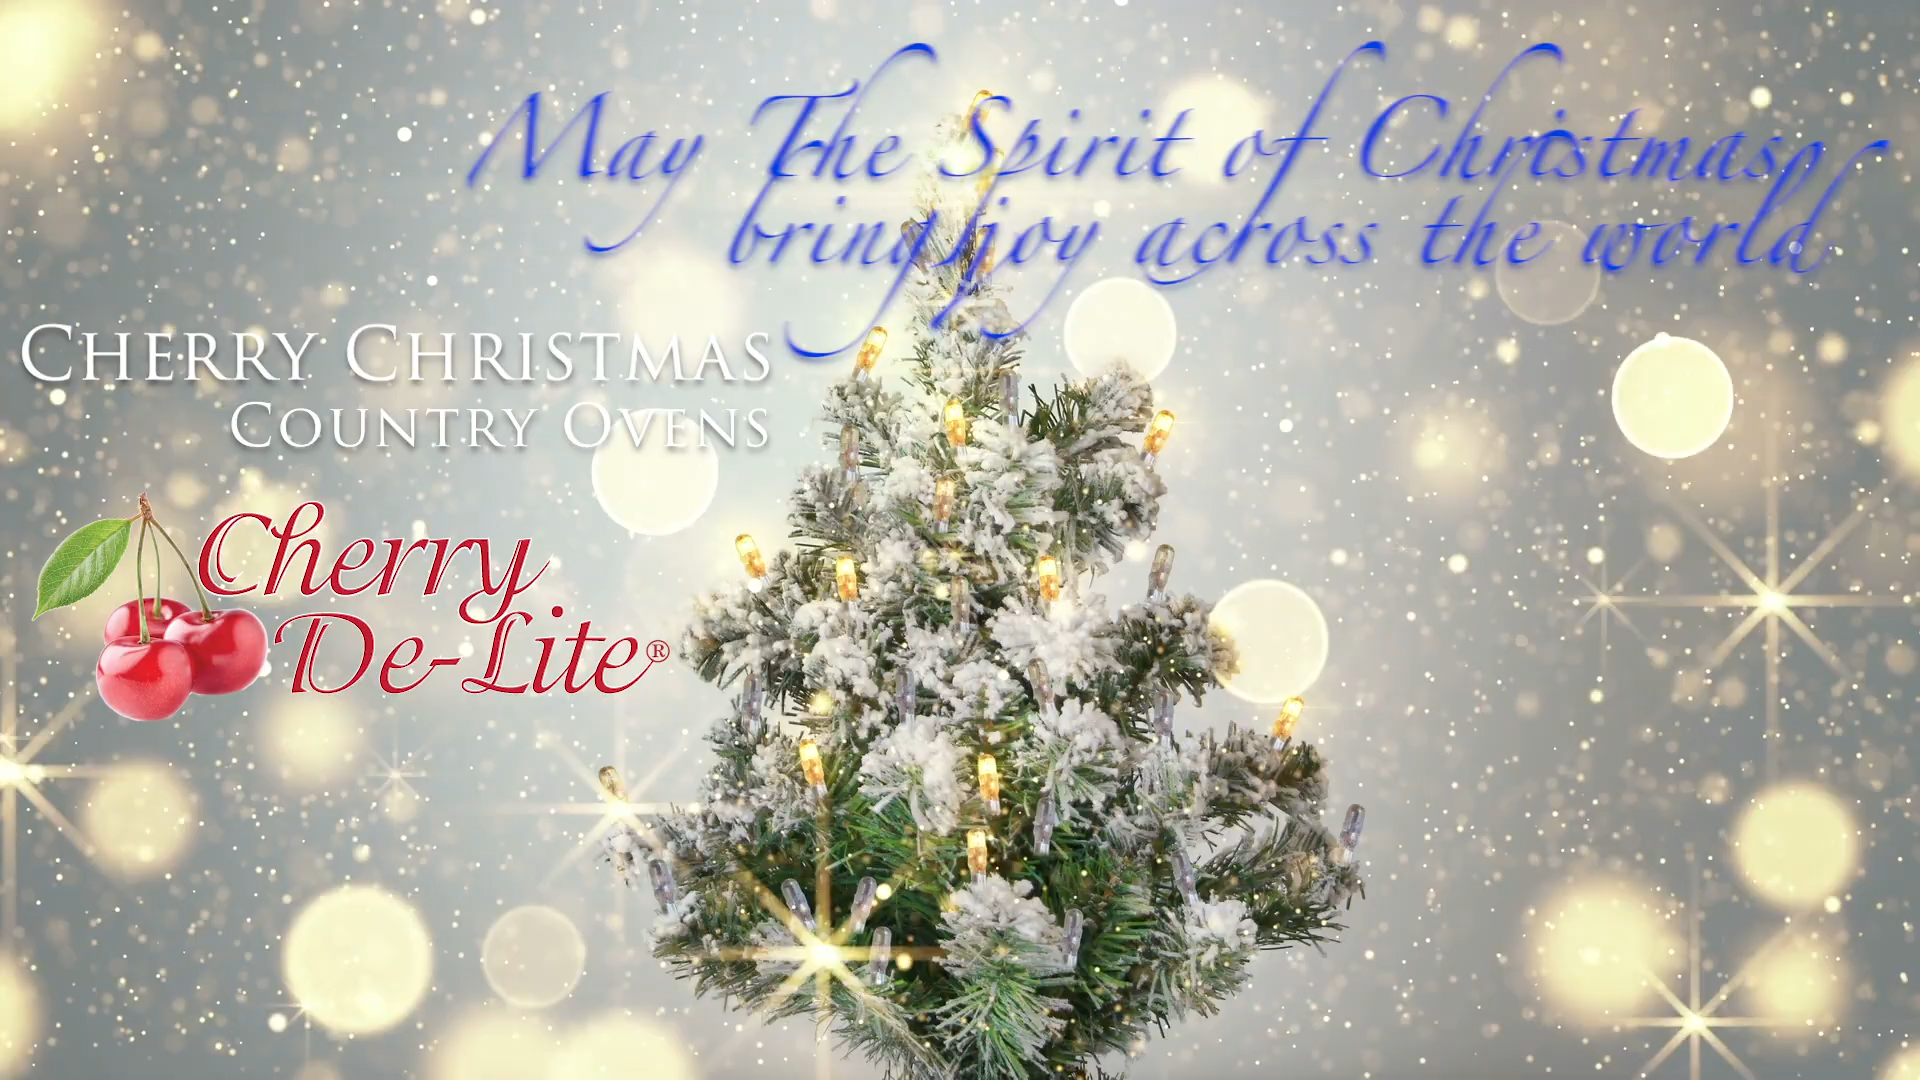 May The Spirit of Christmas
bring joy across the world
CHERRY CHRISTMAS
COUNTRY OVENS
Cherry
De-Lite®